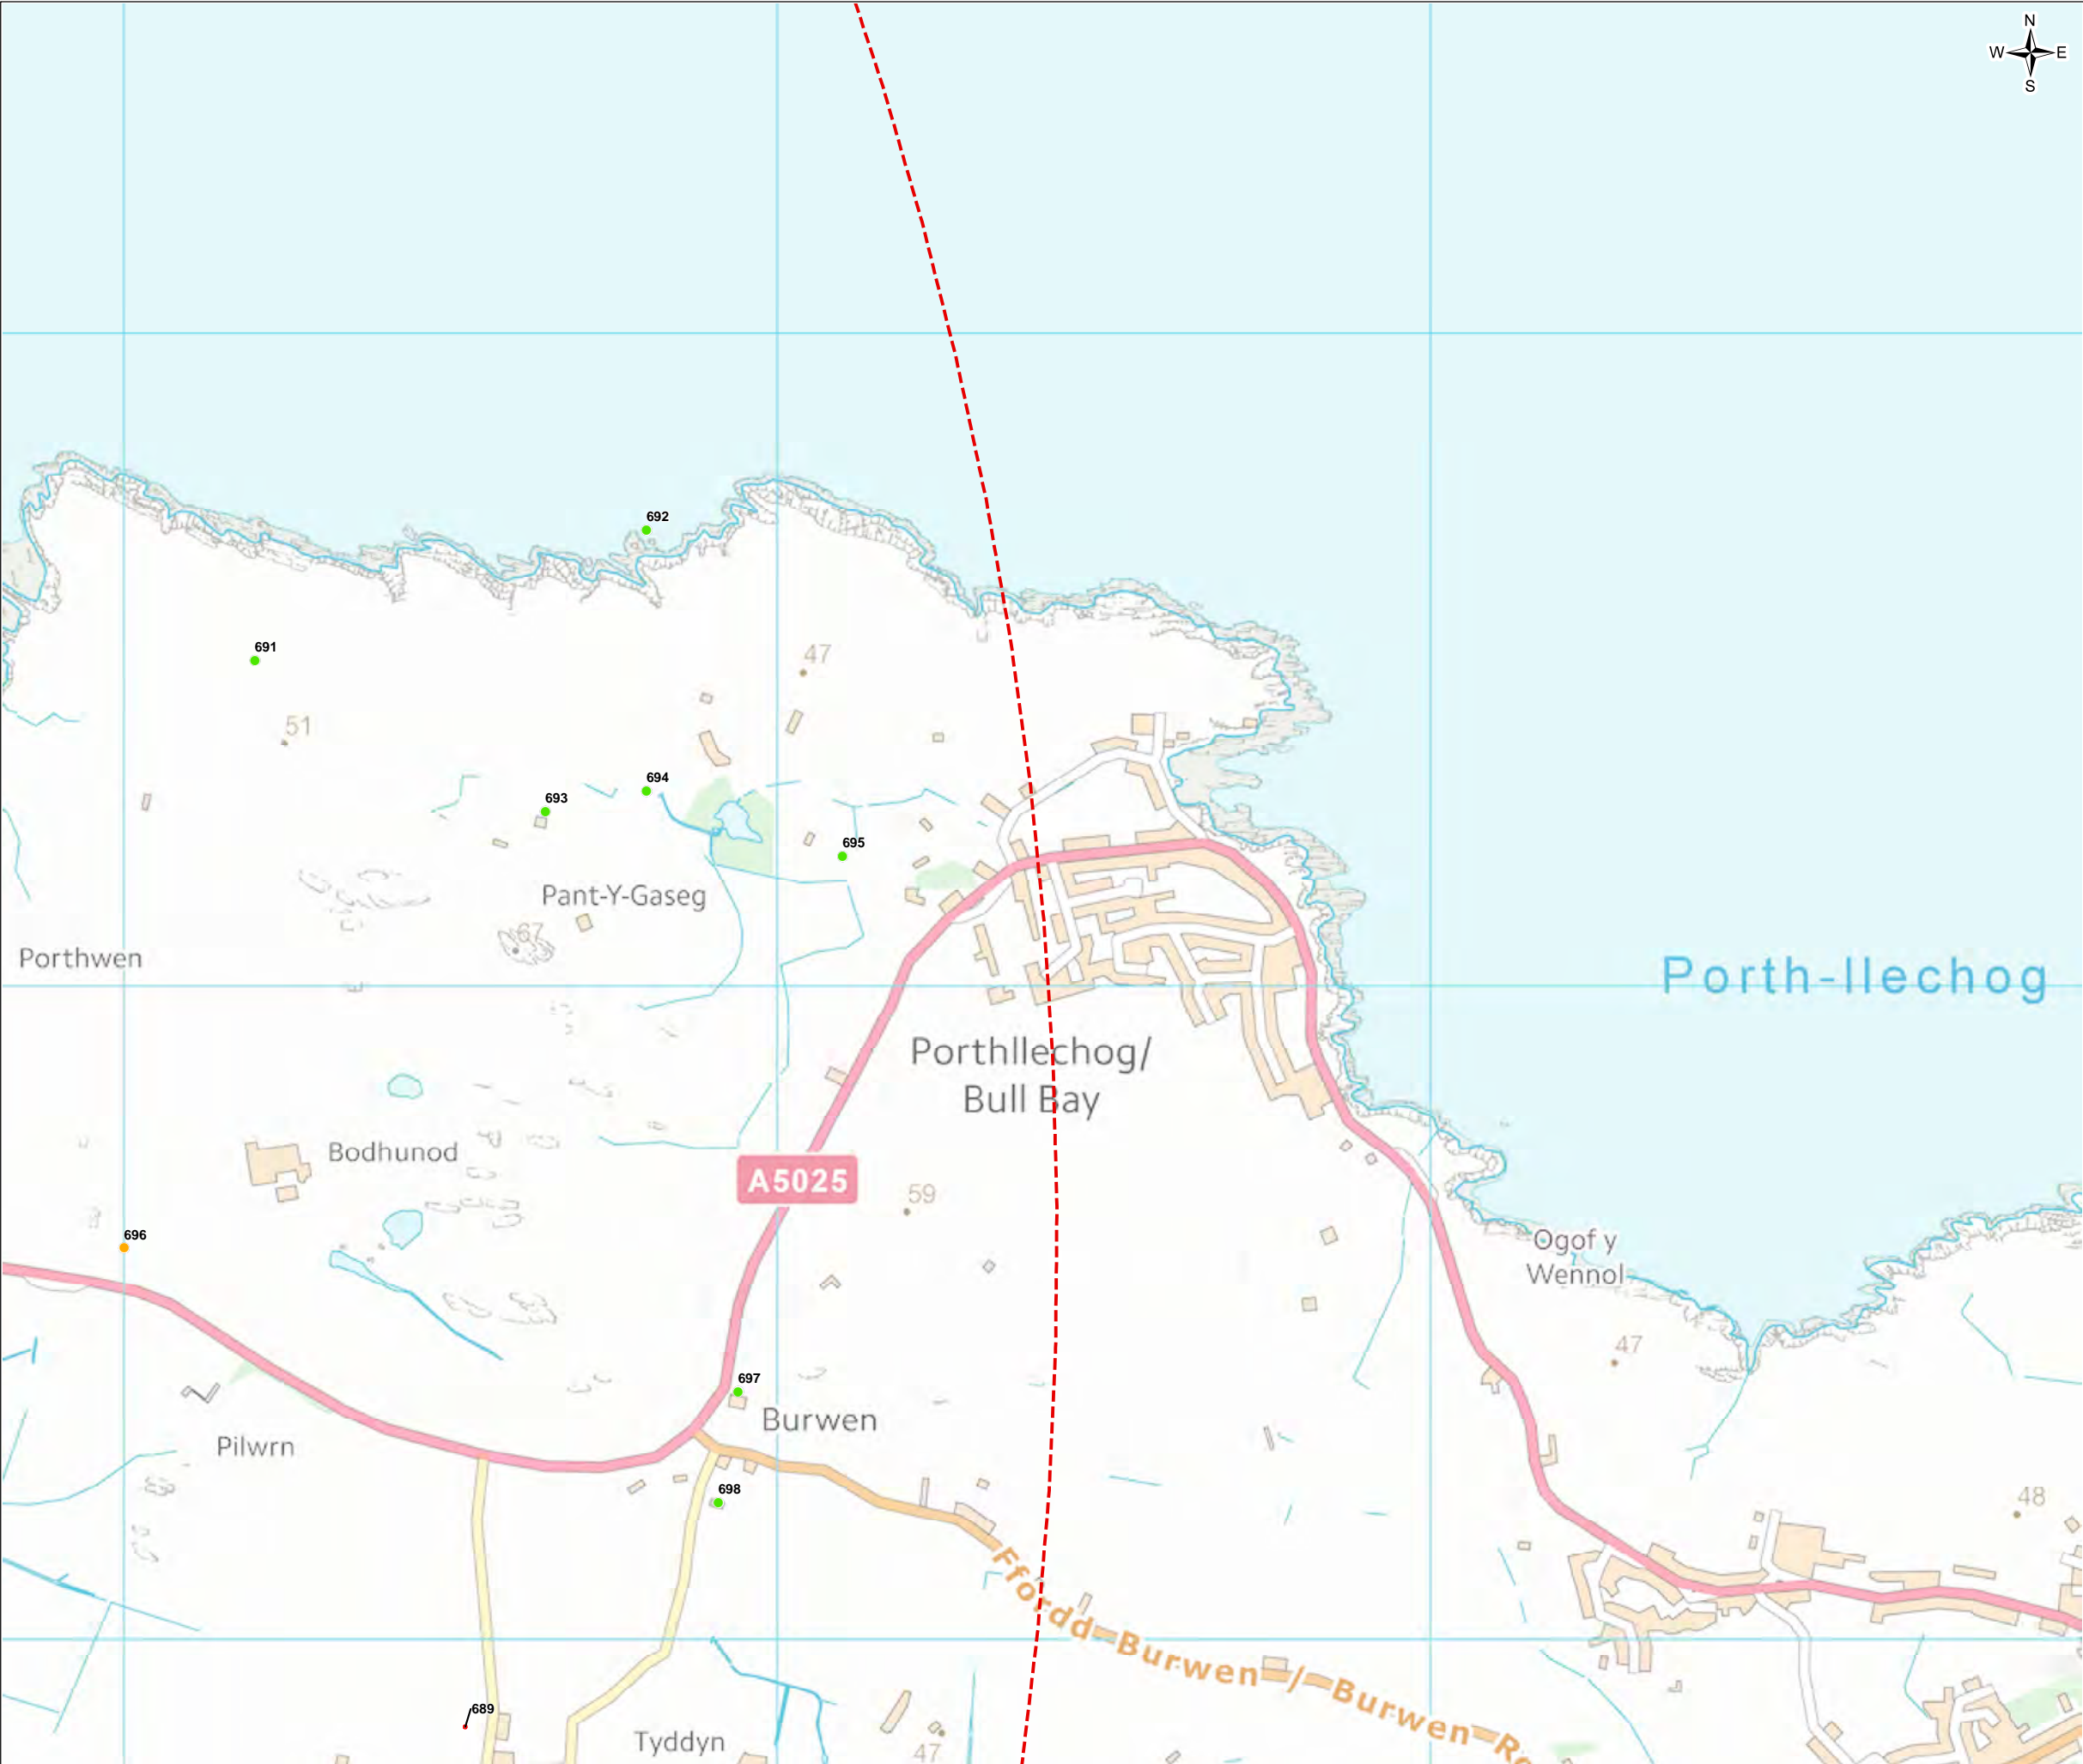 N
W E
S
692
691
47
51
694
693
695
Pant-Y-Gaseg
67
Porthwen
Porth-llechog
Porthllechog/
Bull Bay
Bodhunod
A5025
59
696
Ogof y
Wennol
47
697
Burwen
Pilwrn
698
48
Ffordd Burwen / Burwen
689
Tyddyn
47